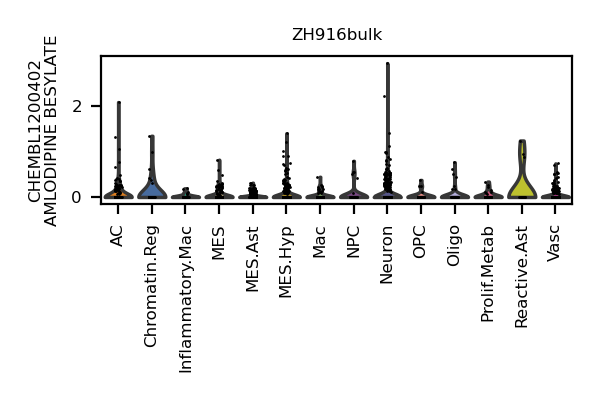 ZH916bulk
CHEMBL1200402
AMLODIPINE BESYLATE
2
0
AC
Chromatin.Reg
Inflammatory.Mac
MES
MES.Ast
MES.Hyp
Mac
NPC
Neuron
OPC
Oligo
Prolif.Metab
Reactive.Ast
Vasc